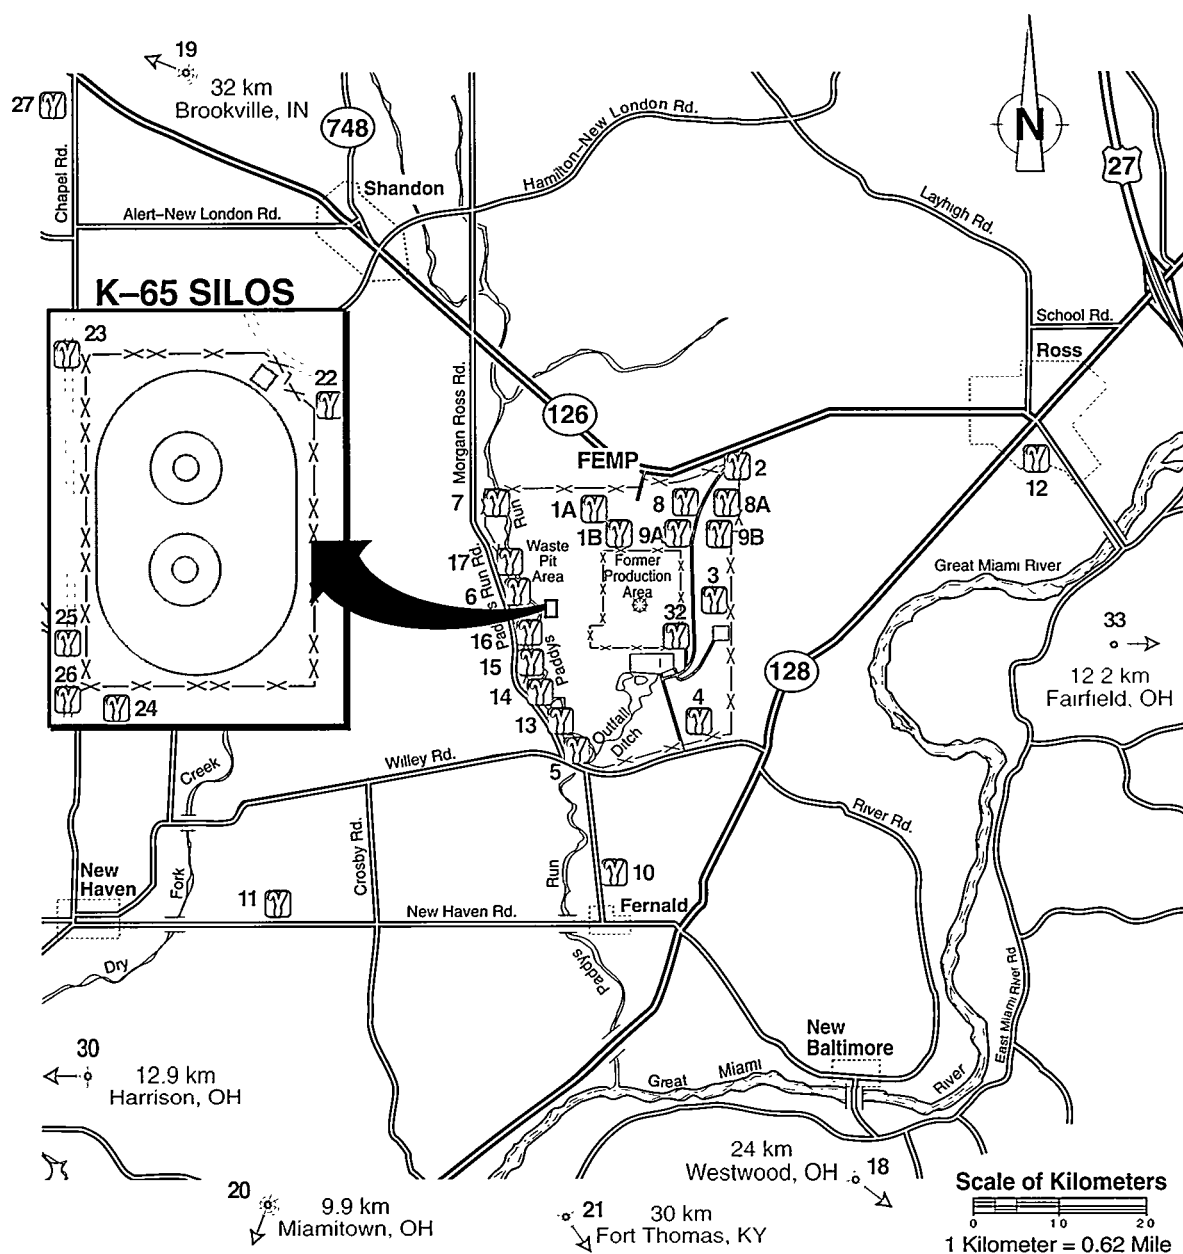 19
32 km
Brookville, IN
27
748
N
27
Chapel Rd.
Shandon
Alert–New London Rd.
Hamilton–New London Rd.
Layhigh Rd.
K–65 SILOS
23
22
25
26
24
School Rd.
Ross
Morgan Ross Rd.
126
FEMP
2
12
7
Run
1A
8
8A
1B
9A
9B
17
Waste
Pit
Area
Former
Production
Area
Paddys Run Rd.
6
3
16
32
Paddys
15
14
13
4
Outfall
Ditch
5
128
Great Miami River
33
12 2 km
Fairfield, OH
Willey Rd.
Creek
River Rd.
New
Haven
Fork
Crosby Rd.
Run
10
11
New Haven Rd.
Fernald
Dry
Paddys
East Miami River Rd
New
Baltimore
30
12.9 km
Harrison, OH
Great Miami River
24 km
Westwood, OH
18
20
9.9 km
Miamitown, OH
21
30 km
Fort Thomas, KY
Scale of Kilometers
0 10 20
1 Kilometer = 0.62 Mile